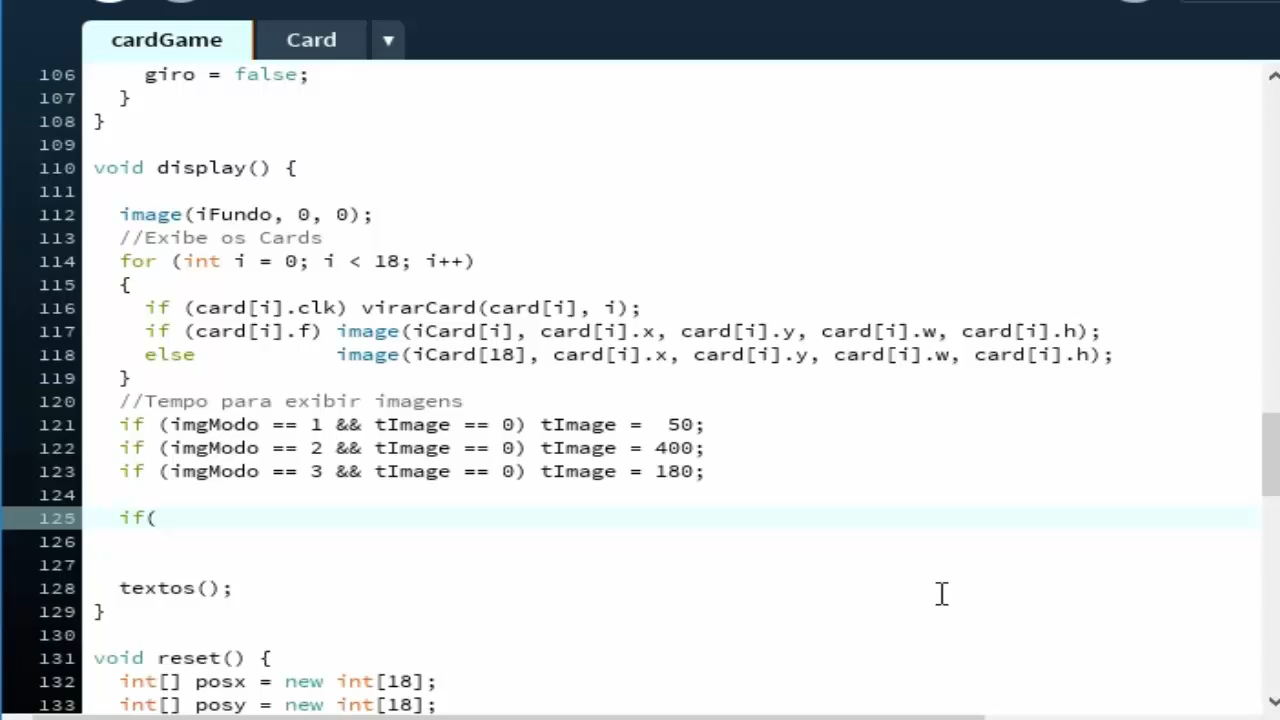 cardGame Card ▼
106 giro = false;
107 }
108 }
109
110 void display() {
111
112 image(iFundo, 0, 0);
113 //Exibe os Cards
114 for (int i = 0; i < 18; i++)
115 {
116 if (card[i].clk) virarCard(card[i], i);
117 if (card[i].f) image(iCard[i], card[i].x, card[i].y, card[i].w, card[i].h);
118 else image(iCard[18], card[i].x, card[i].y, card[i].w, card[i].h);
119 }
120 //Tempo para exibir imagens
121 if (imgModo == 1 && tImage == 0) tImage = 50;
122 if (imgModo == 2 && tImage == 0) tImage = 400;
123 if (imgModo == 3 && tImage == 0) tImage = 180;
124
125 if(
126
127
128 textos();
129 }
130
131 void reset() {
132 int[] posx = new int[18];
133 int[] posy = new int[18];